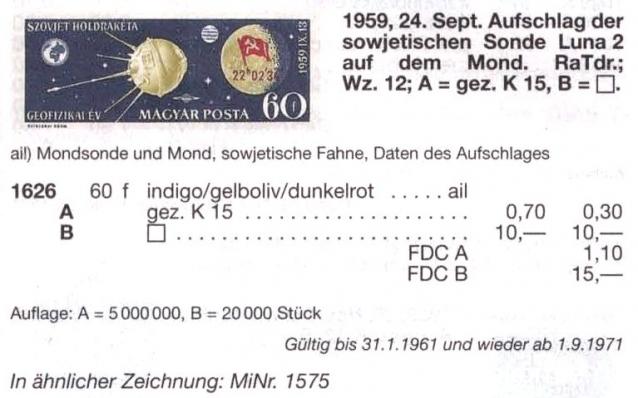 SZOVJET HOLDRAKÉTA
1959.IX.13
22ʰ02'3
GEOFIZIKAI ÉV
MAGYAR POSTA
60f
1959, 24. Sept. Aufschlag der
sowjetischen Sonde Luna 2
auf dem Mond. RaTdr.;
Wz. 12; A = gez. K 15, B = □.
ail) Mondsonde und Mond, sowjetische Fahne, Daten des Aufschlages
1626 60 f indigo/gelboliv/dunkelrot ..... ail
A gez. K 15 ..................... 0,70 0,30
B □ ........................... 10,— 10,—
FDC A 1,10
FDC B 15,—
Auflage: A = 5 000 000, B = 20 000 Stück
Gültig bis 31.1.1961 und wieder ab 1.9.1971
In ähnlicher Zeichnung: MiNr. 1575